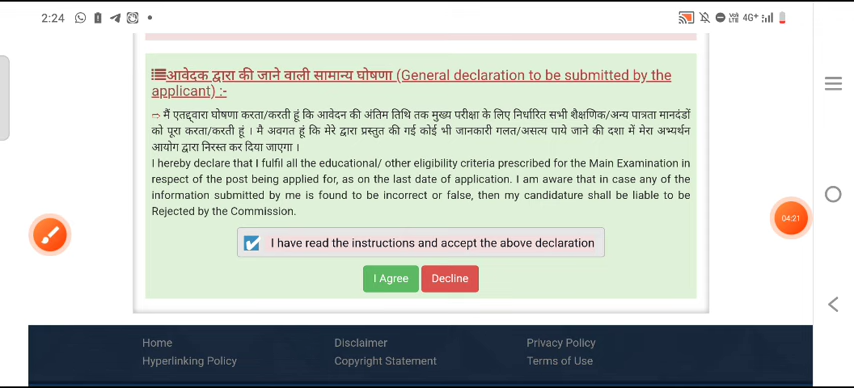 2:24
4G+
आवेदक द्वारा की जाने वाली सामान्य घोषणा (General declaration to be submitted by the
applicant) :-
⇨ मैं एतद्द्वारा घोषणा करता/करती हूं कि आवेदन की अंतिम तिथि तक मुख्य परीक्षा के लिए निर्धारित सभी शैक्षणिक/अन्य पात्रता मानदंडों
को पूरा करता/करती हूं । मै अवगत हूं कि मेरे द्वारा प्रस्तुत की गई कोई भी जानकारी गलत/असत्य पाये जाने की दशा में मेरा अभ्यर्थन
आयोग द्वारा निरस्त कर दिया जाएगा ।
I hereby declare that I fulfil all the educational/ other eligibility criteria prescribed for the Main Examination in
respect of the post being applied for, as on the last date of application. I am aware that in case any of the
information submitted by me is found to be incorrect or false, then my candidature shall be liable to be
Rejected by the Commission.
04:21
I have read the instructions and accept the above declaration
I Agree Decline
Home Disclaimer Privacy Policy
Hyperlinking Policy Copyright Statement Terms of Use